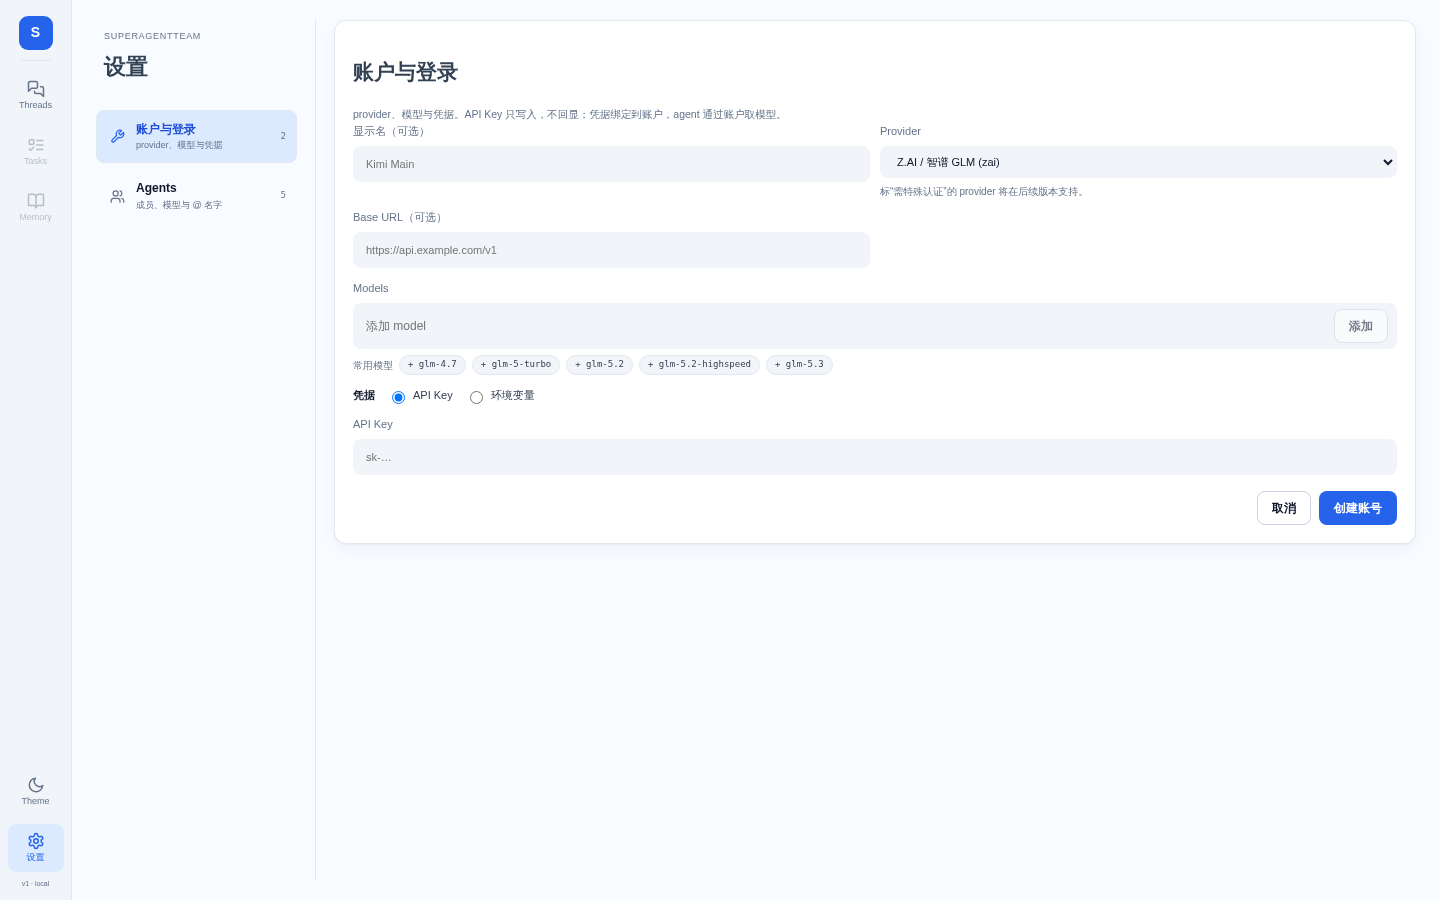 S
Threads
Tasks
Memory
Theme
设置
v1 · local
SUPERAGENTTEAM
设置
账户与登录
provider、模型与凭据
2
Agents
成员、模型与 @ 名字
5
账户与登录
provider、模型与凭据。API Key 只写入，不回显；凭据绑定到账户，agent 通过账户取模型。
显示名（可选）
Kimi Main
Provider
Z.AI / 智谱 GLM (zai)
标“需特殊认证”的 provider 将在后续版本支持。
Base URL（可选）
https://api.example.com/v1
Models
添加 model
添加
常用模型 + glm-4.7 + glm-5-turbo + glm-5.2 + glm-5.2-highspeed + glm-5.3
凭据 API Key 环境变量
API Key
sk-…
取消 创建账号